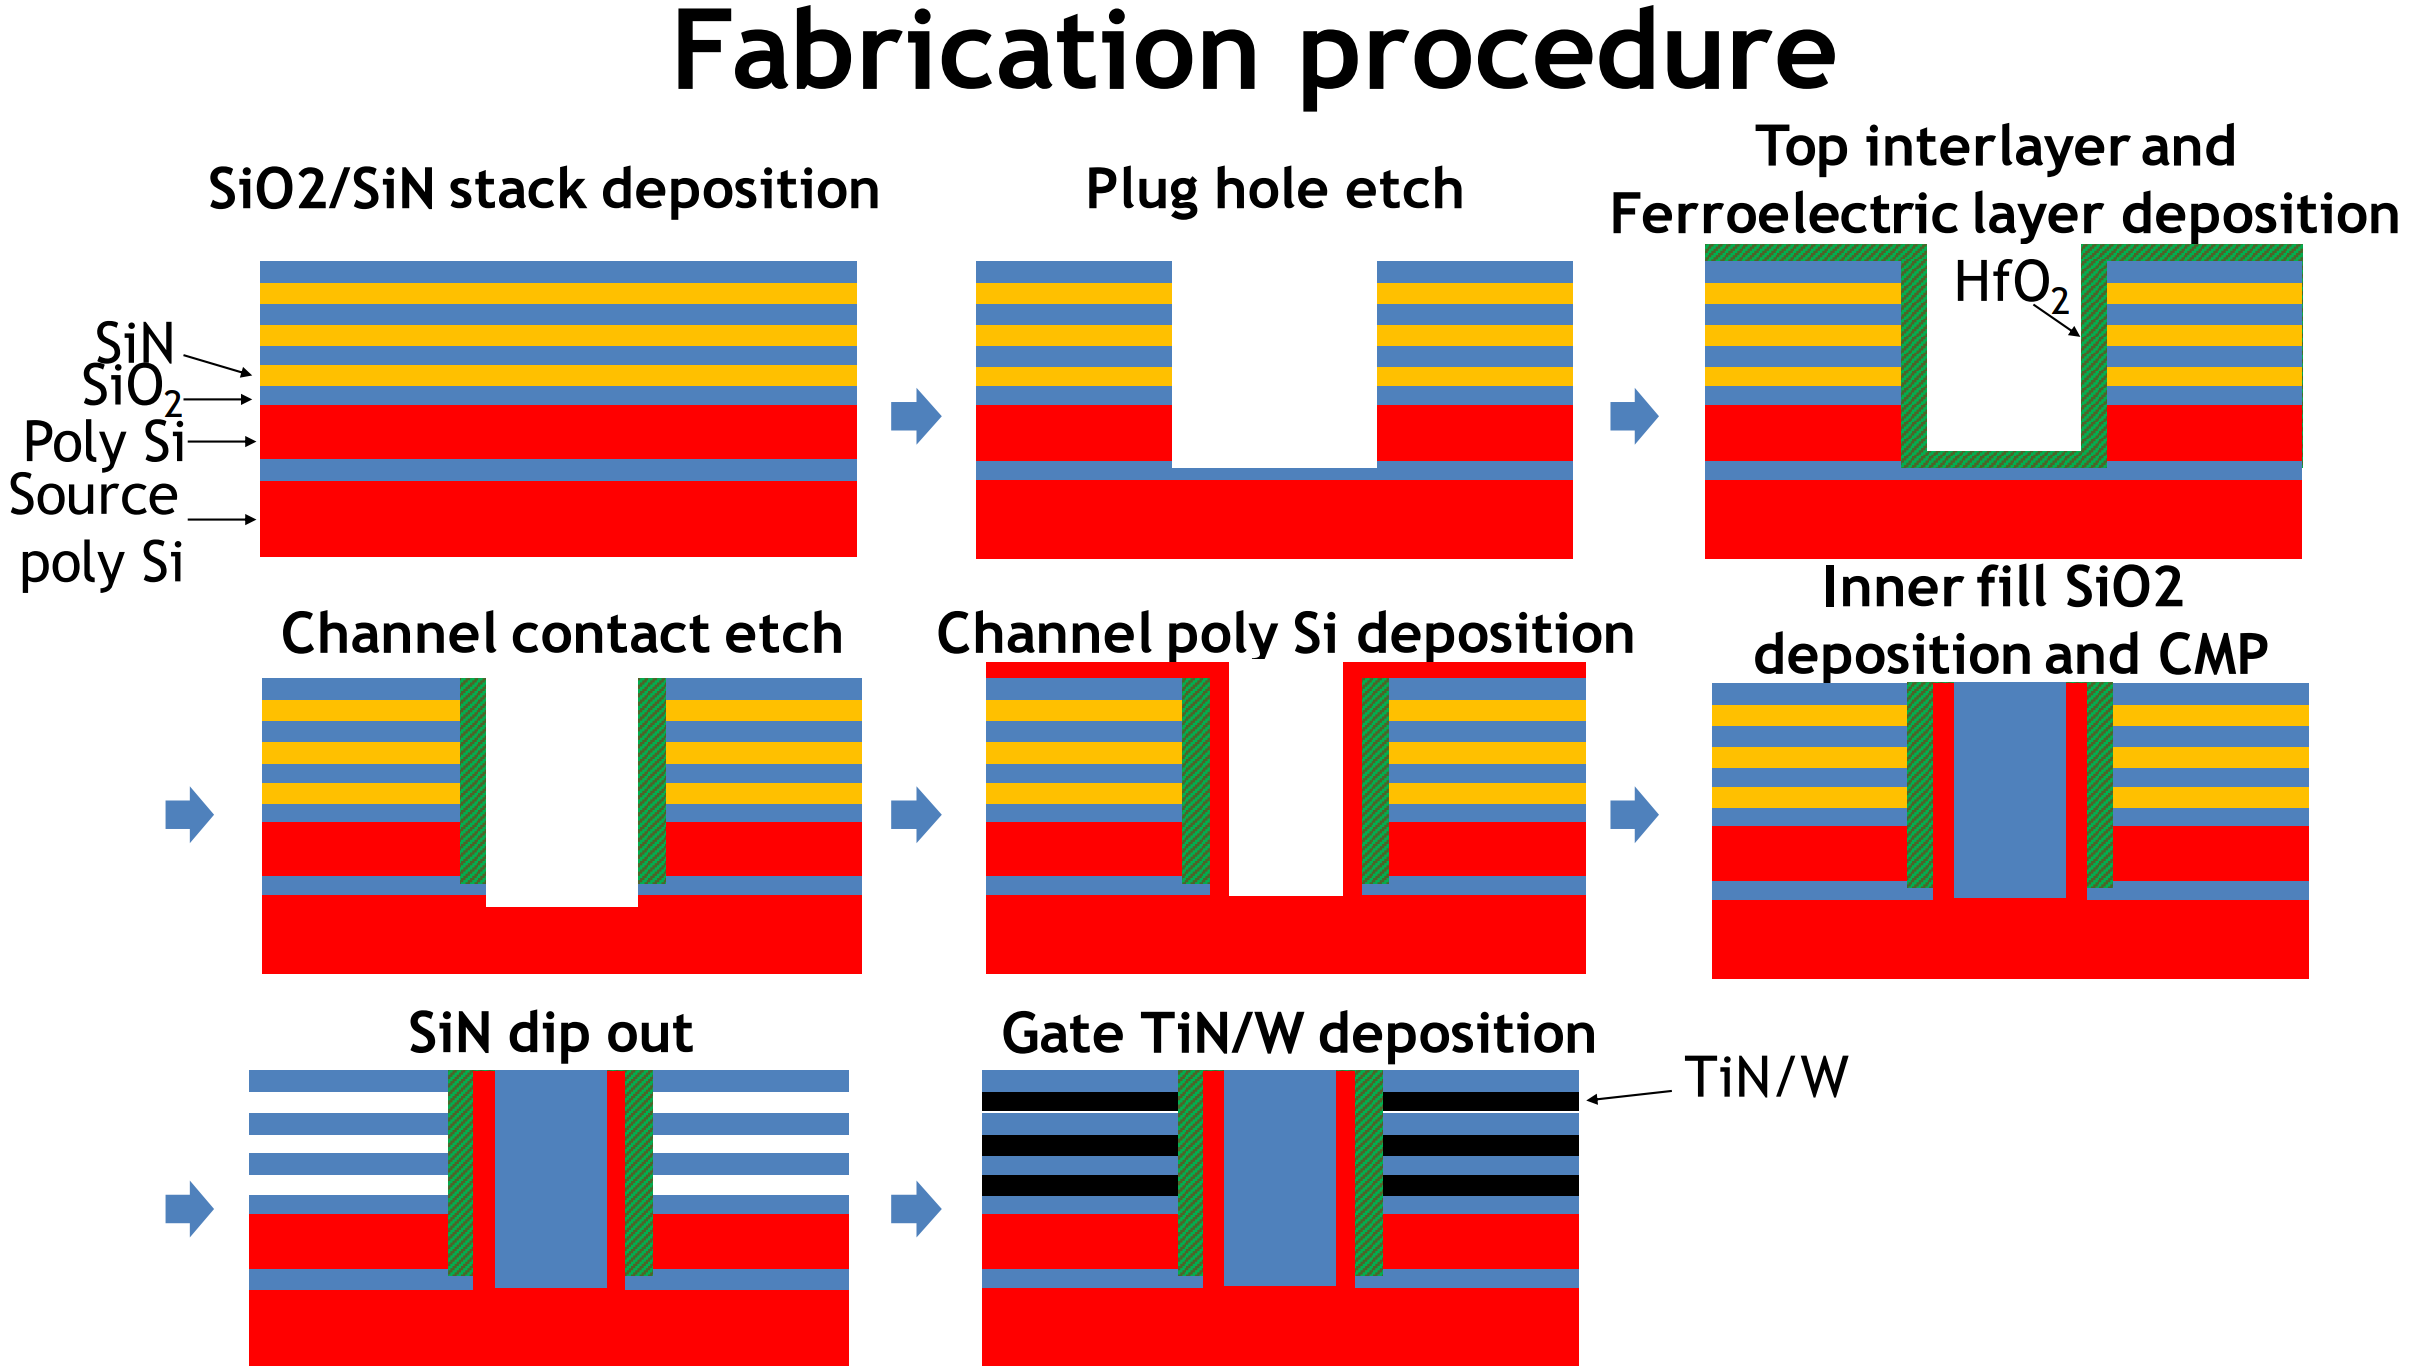 Fabrication procedure
SiO2/SiN stack deposition
Plug hole etch
Top interlayer and
Ferroelectric layer deposition
HfO₂
SiN
SiO₂
Poly Si
Source
poly Si
Channel contact etch
Channel poly Si deposition
Inner fill SiO2
deposition and CMP
SiN dip out
Gate TiN/W deposition
TiN/W